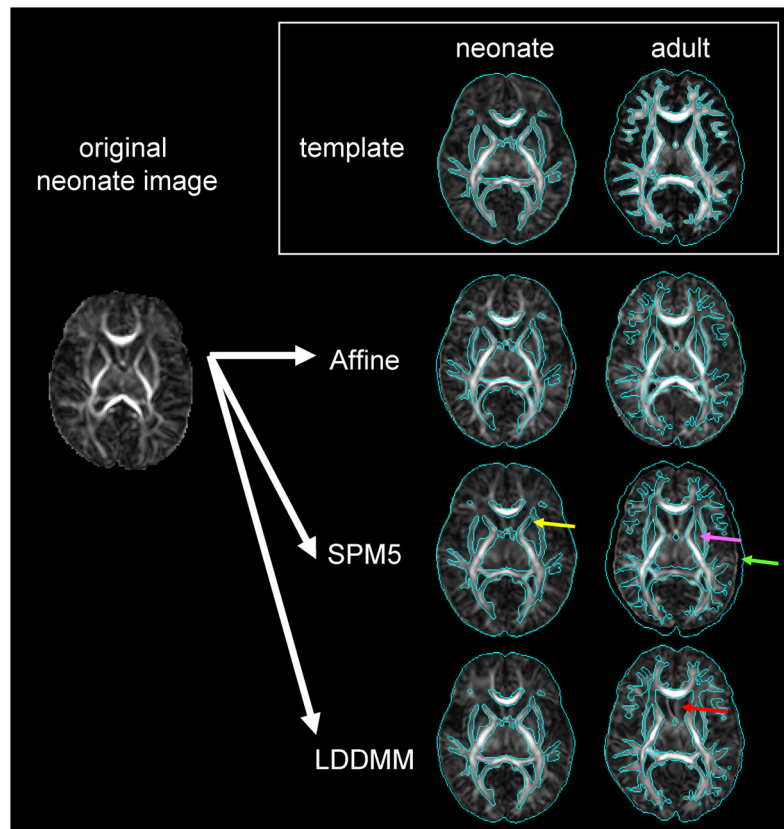 neonate adult
original
neonate image
template
Affine
SPM5
LDDMM